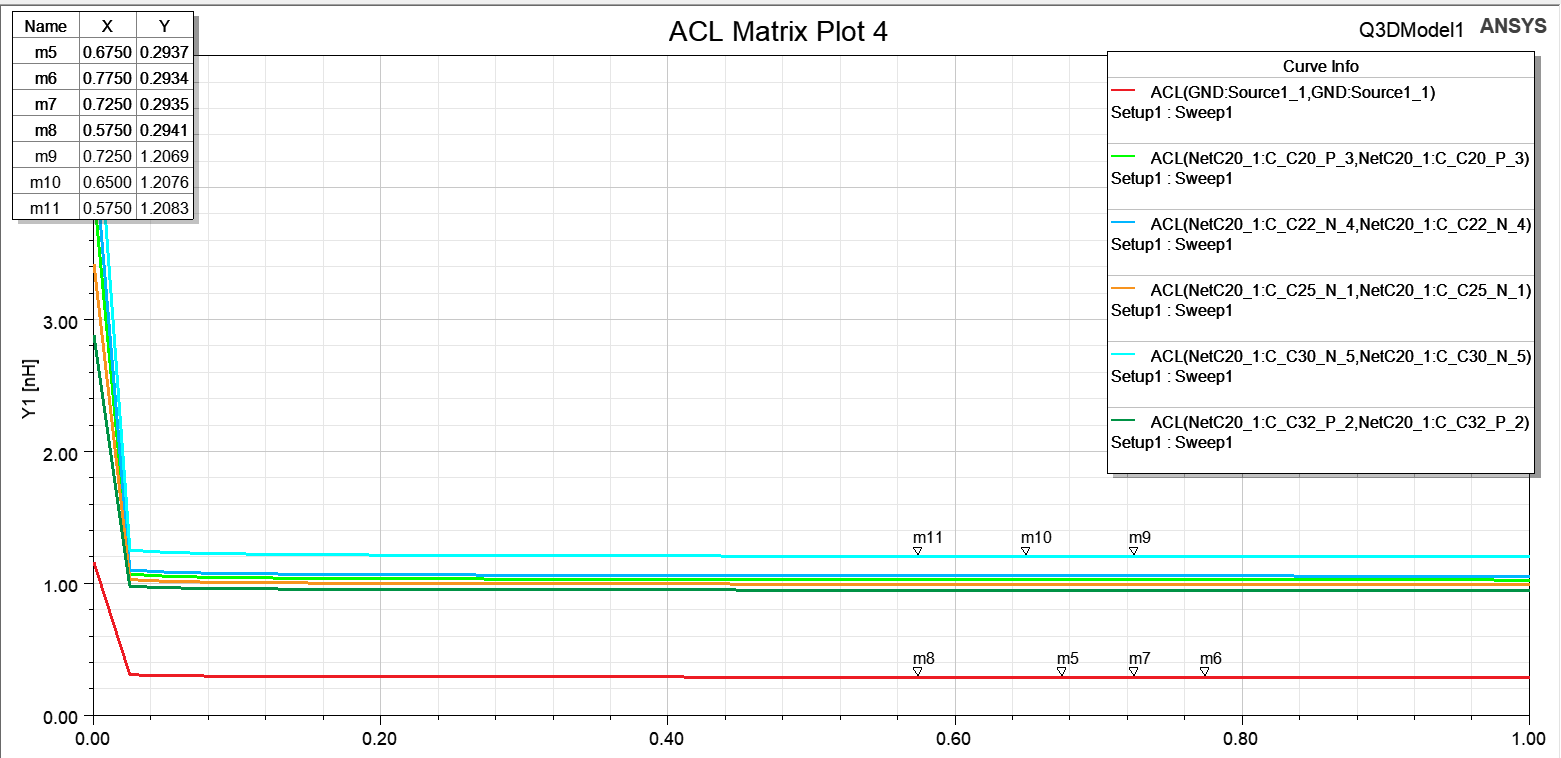 ACL Matrix Plot 4
Q3DModel1 ANSYS
Name X Y
m5 0.6750 0.2937
m6 0.7750 0.2934
m7 0.7250 0.2935
m8 0.5750 0.2941
m9 0.7250 1.2069
m10 0.6500 1.2076
m11 0.5750 1.2083
Curve Info
ACL(GND:Source1_1,GND:Source1_1)
Setup1 : Sweep1
ACL(NetC20_1:C_C20_P_3,NetC20_1:C_C20_P_3)
Setup1 : Sweep1
ACL(NetC20_1:C_C22_N_4,NetC20_1:C_C22_N_4)
Setup1 : Sweep1
ACL(NetC20_1:C_C25_N_1,NetC20_1:C_C25_N_1)
Setup1 : Sweep1
ACL(NetC20_1:C_C30_N_5,NetC20_1:C_C30_N_5)
Setup1 : Sweep1
ACL(NetC20_1:C_C32_P_2,NetC20_1:C_C32_P_2)
Setup1 : Sweep1
Y1 [nH]
3.00
2.00
1.00
0.00
m11 m10 m9
m8 m5 m7 m6
0.00 0.20 0.40 0.60 0.80 1.00